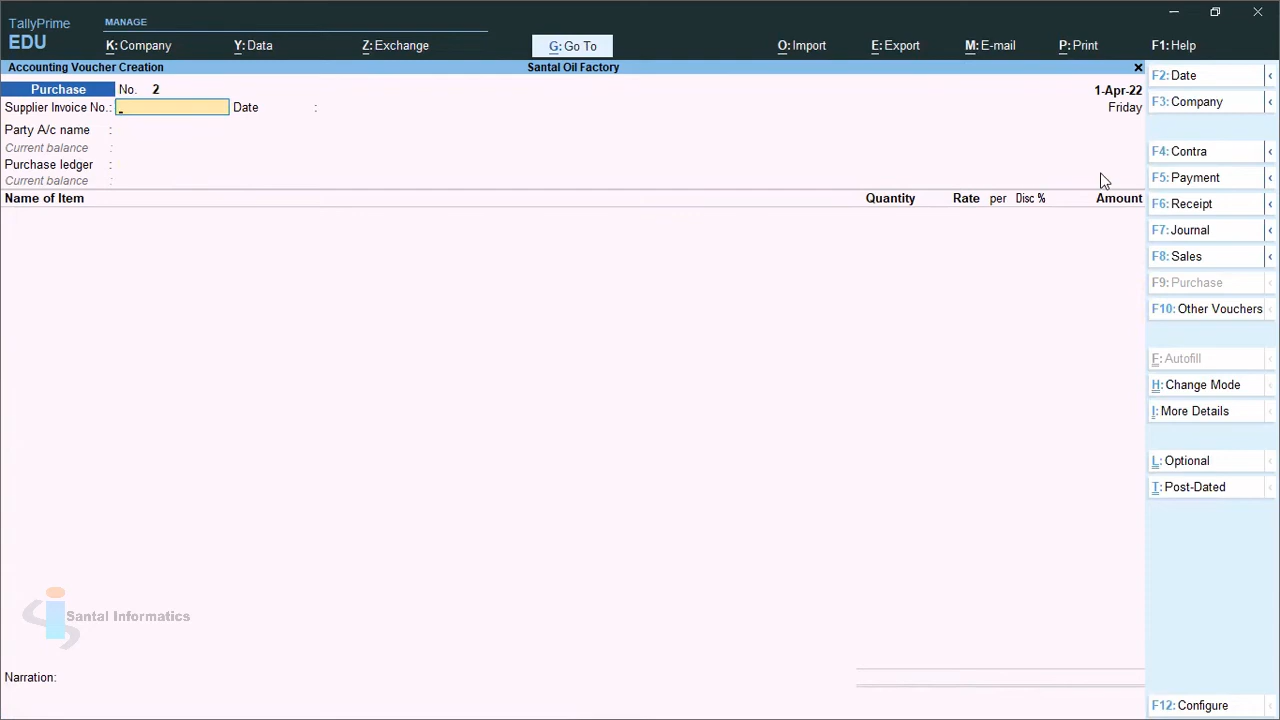 TallyPrime
EDU
MANAGE
K: Company
Y: Data
Z: Exchange
G: Go To
O: Import
E: Export
M: E-mail
P: Print
F1: Help
Accounting Voucher Creation
Santal Oil Factory
Purchase No. 2
1-Apr-22
Supplier Invoice No.: Date :
Friday
Party A/c name :
Current balance :
Purchase ledger :
Current balance :
Name of Item Quantity Rate per Disc % Amount
F2: Date
F3: Company
F4: Contra
F5: Payment
F6: Receipt
F7: Journal
F8: Sales
F9: Purchase
F10: Other Vouchers
F: Autofill
H: Change Mode
I: More Details
L: Optional
T: Post-Dated
F12: Configure
Santal Informatics
Narration: